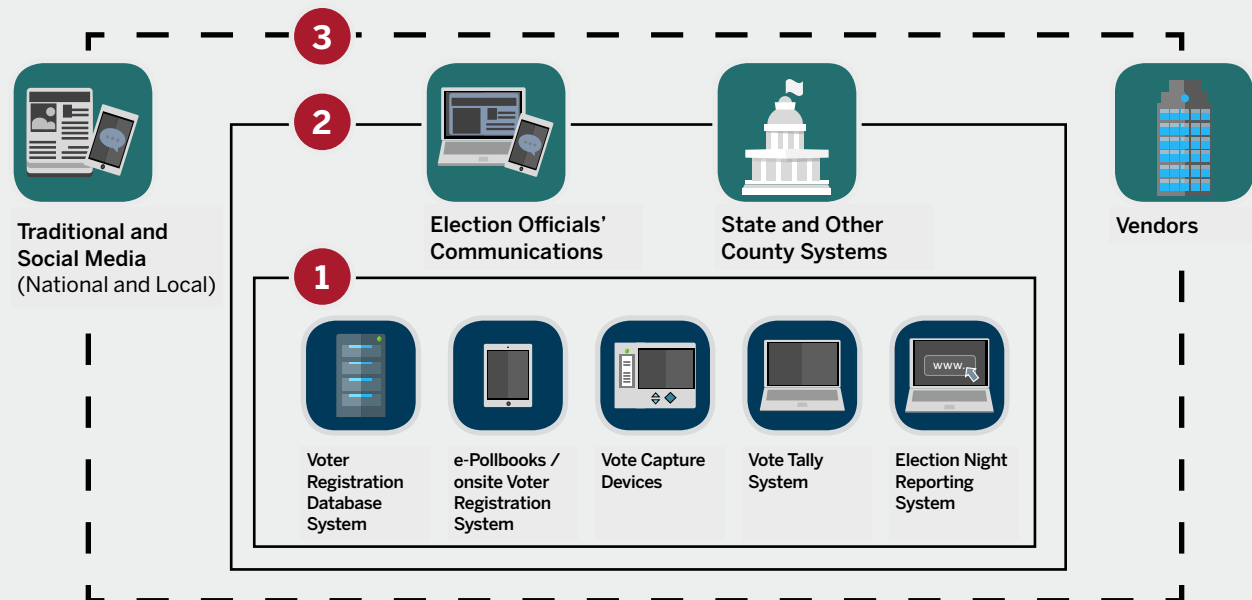 3
2
Traditional and
Social Media
(National and Local)
Election Officials’
Communications
State and Other
County Systems
Vendors
1
www.
Voter
Registration
Database
System
e-Pollbooks /
onsite Voter
Registration
System
Vote Capture
Devices
Vote Tally
System
Election Night
Reporting
System